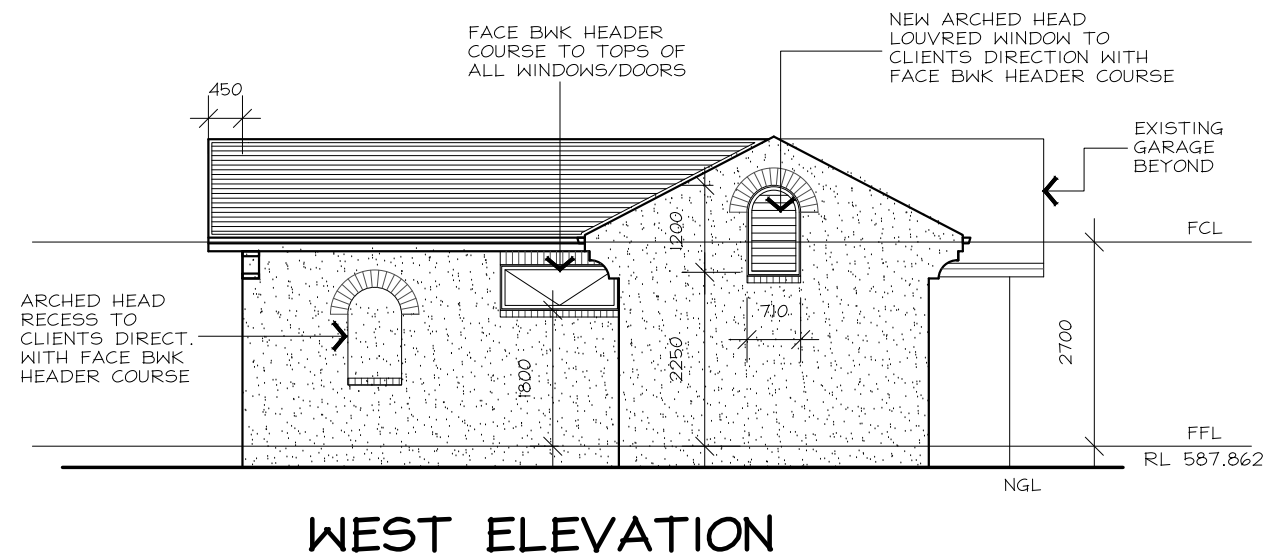 NEW ARCHED HEAD
LOUVRED WINDOW TO
CLIENTS DIRECTION WITH
FACE BWK HEADER COURSE
FACE BWK HEADER
COURSE TO TOPS OF
ALL WINDOWS/DOORS
450
EXISTING
GARAGE
BEYOND
1200
FCL
ARCHED HEAD
RECESS TO
CLIENTS DIRECT.
WITH FACE BWK
HEADER COURSE
710
2700
2250
1800
FFL
RL 587.862
NGL
WEST ELEVATION